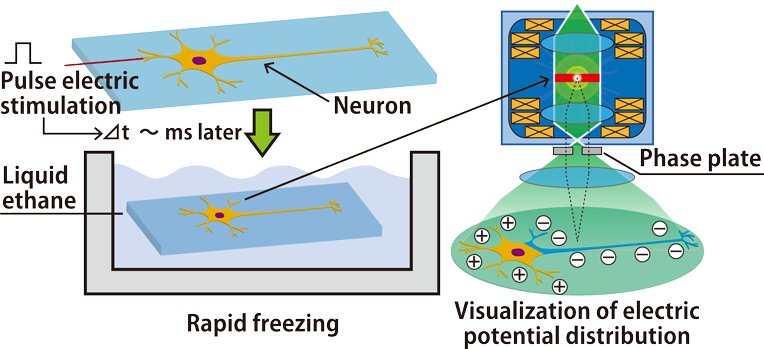 Pulse electric
stimulation
Neuron
⊿t ～ ms later
Liquid
ethane
Rapid freezing
Phase plate
+ + + + + +
− − − − − − −
Visualization of electric
potential distribution